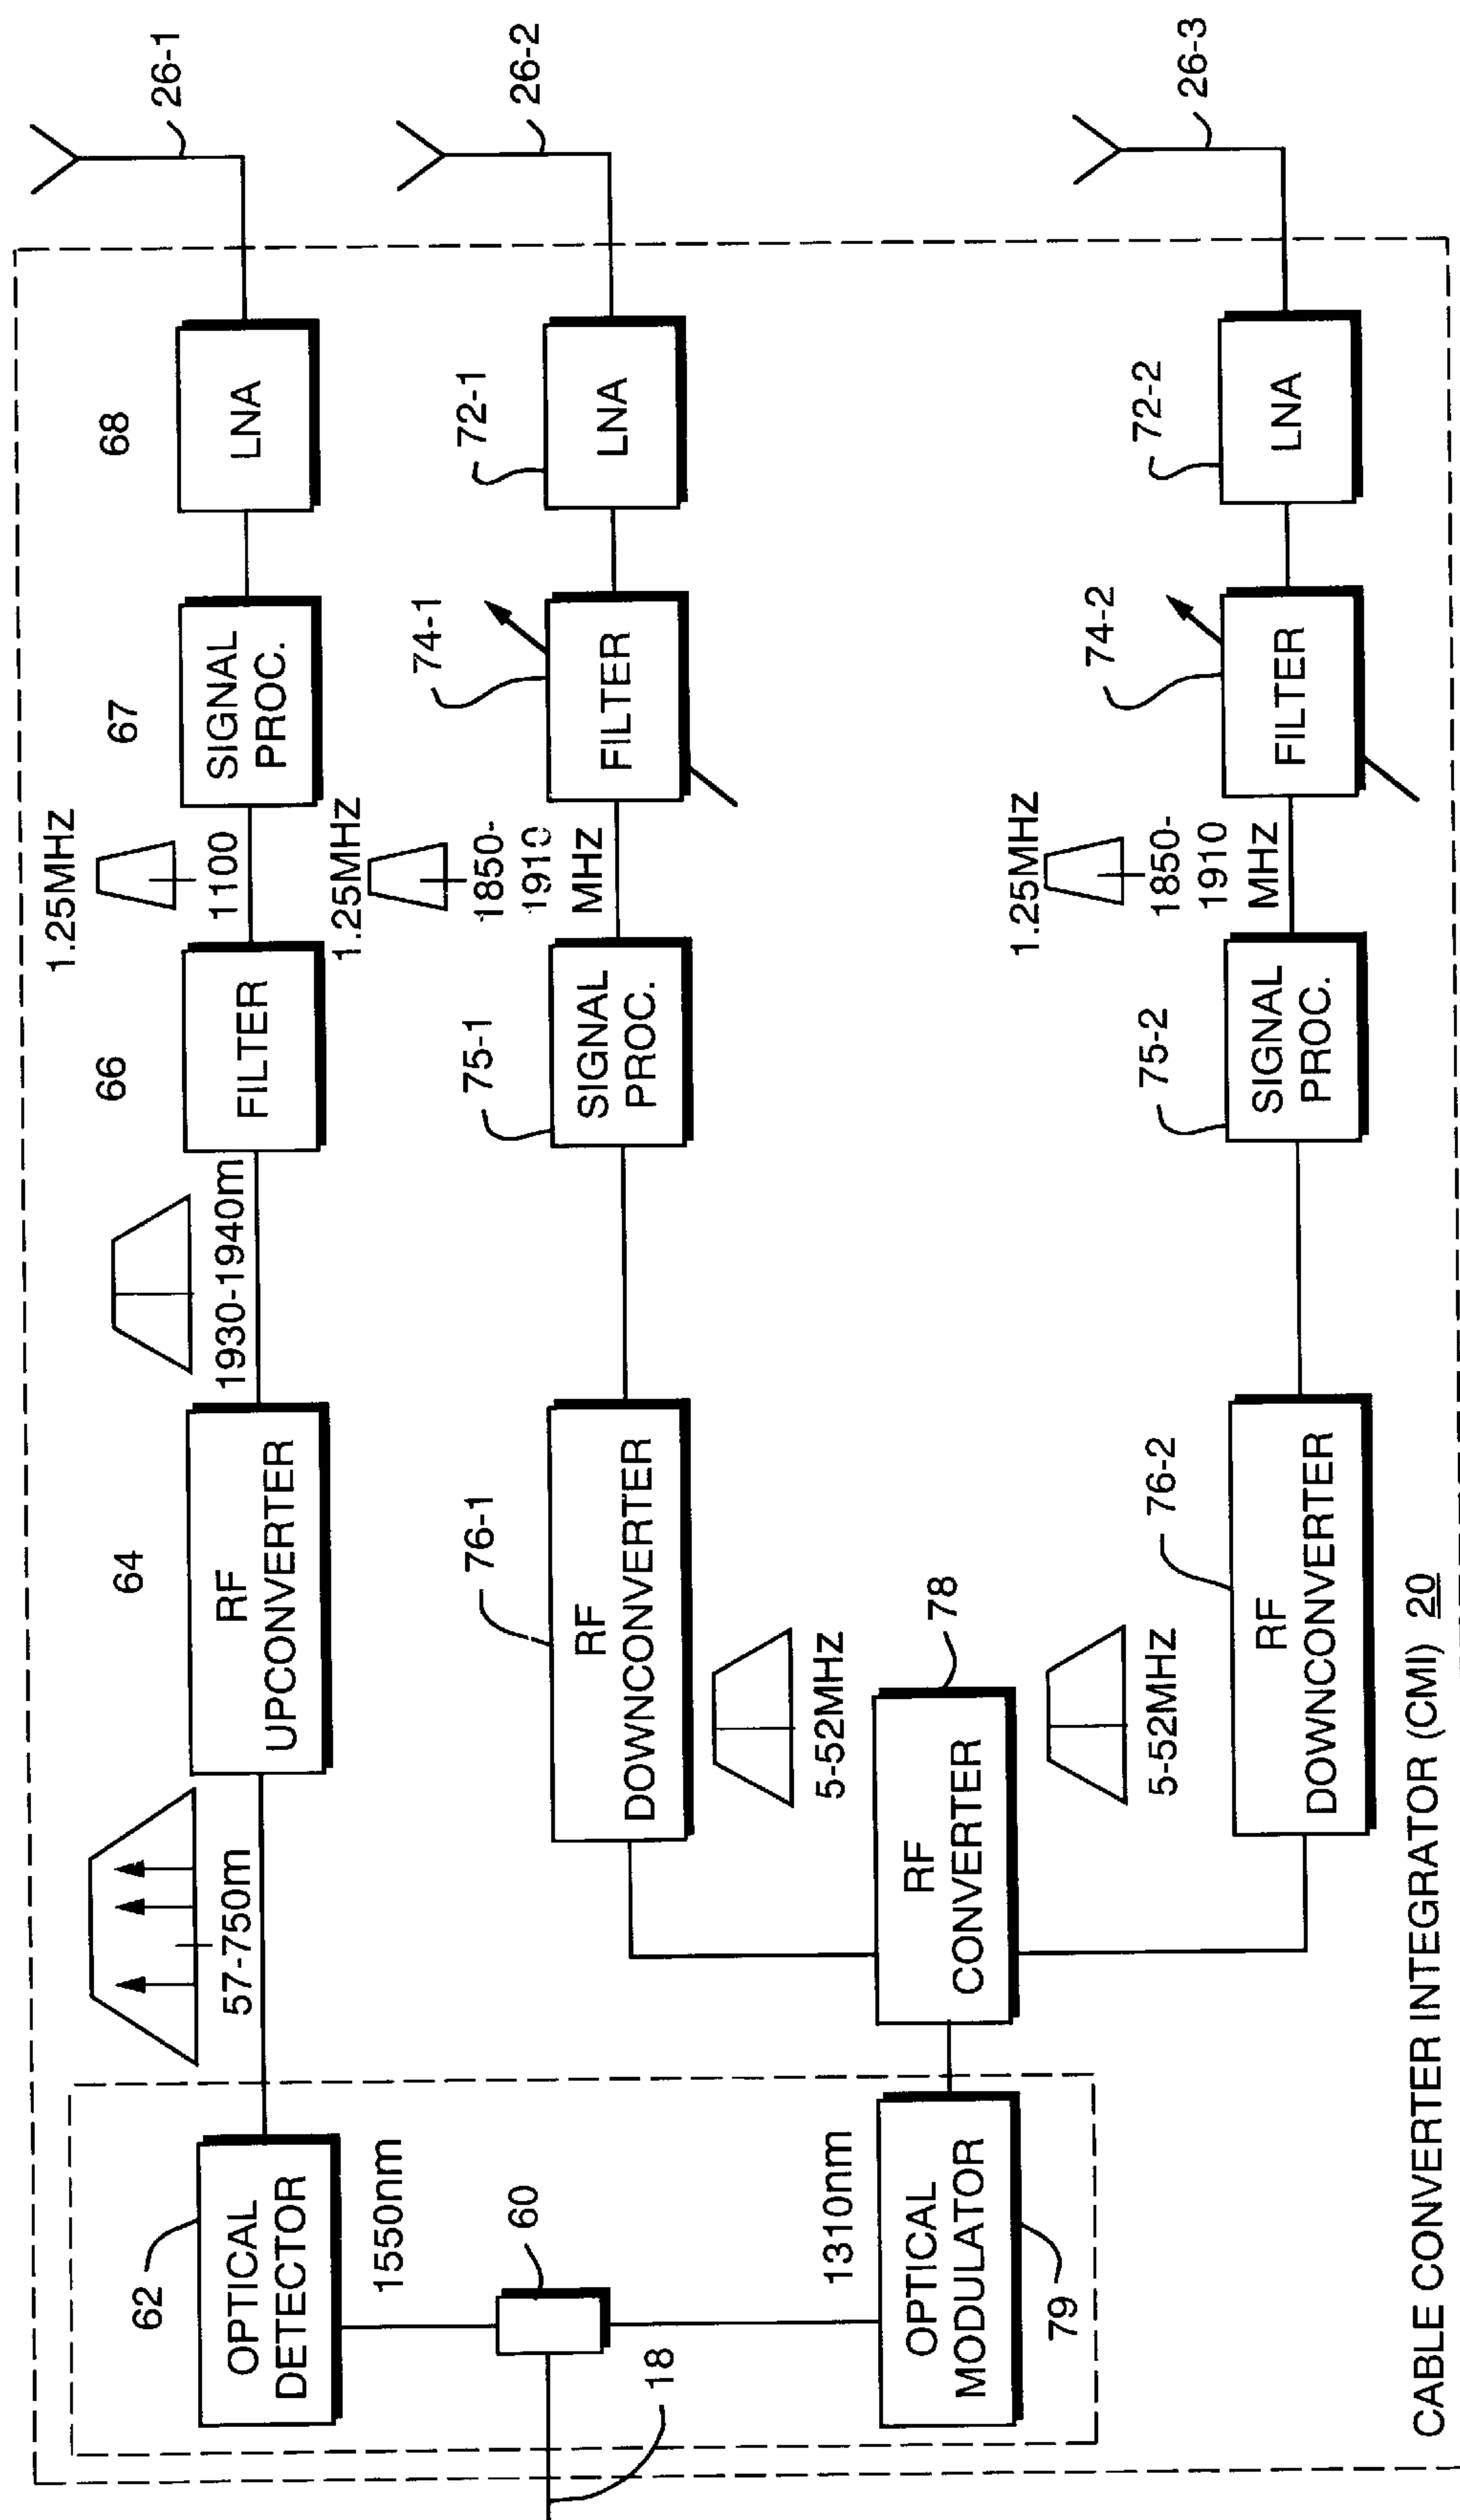 62
OPTICAL
DETECTOR
1550nm
57-750m
64
RF
UPCONVERTER
1930-1940m
66
FILTER
1.25MHz
1100
67
SIGNAL
PROC.
68
LNA
26-1
18
60
76-1
RF
DOWNCONVERTER
5-52MHz
75-1
SIGNAL
PROC.
1.25MHz
1850-
1910
MHz
74-1
FILTER
72-1
LNA
26-2
1310nm
OPTICAL
MODULATOR
79
78
RF
CONVERTER
5-52MHz
76-2
RF
DOWNCONVERTER
75-2
SIGNAL
PROC.
1.25MHz
1850-
1910
MHz
74-2
FILTER
72-2
LNA
26-3
CABLE CONVERTER INTEGRATOR (CMI) 20